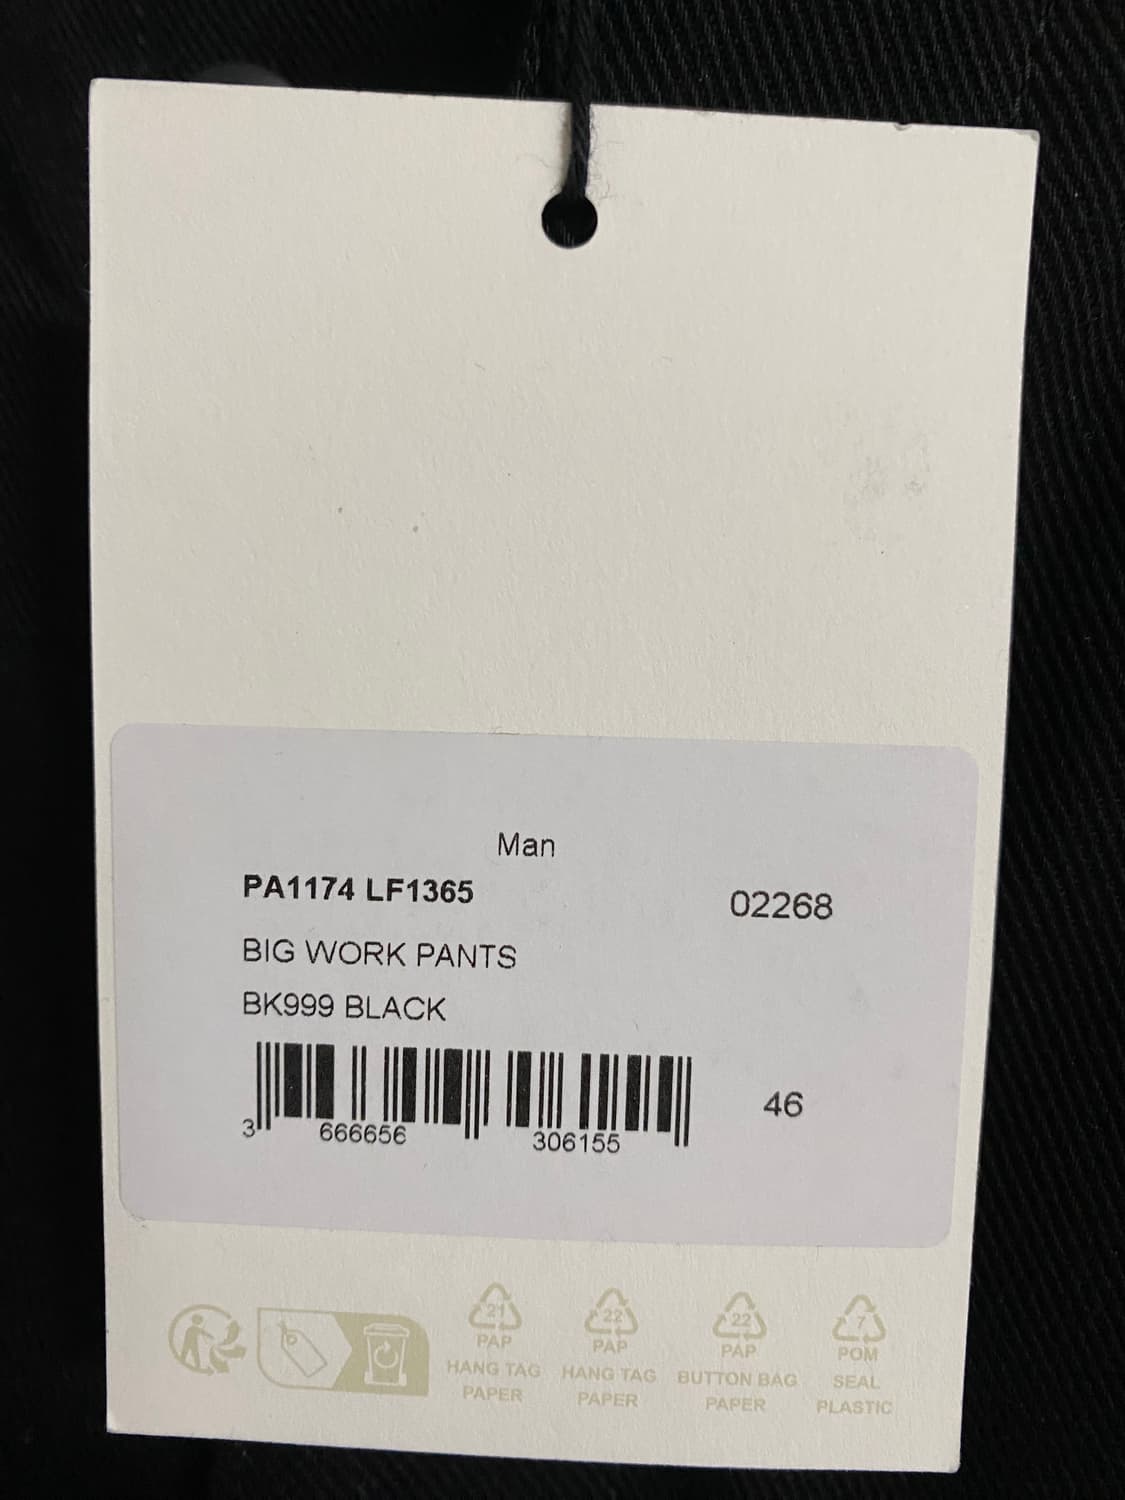 Man
PA1174 LF1365
02268
BIG WORK PANTS
BK999 BLACK
46
3 666656 306155
21
PAP
HANG TAG
PAPER
22
PAP
HANG TAG
PAPER
22
PAP
BUTTON BAG
PAPER
7
POM
SEAL
PLASTIC